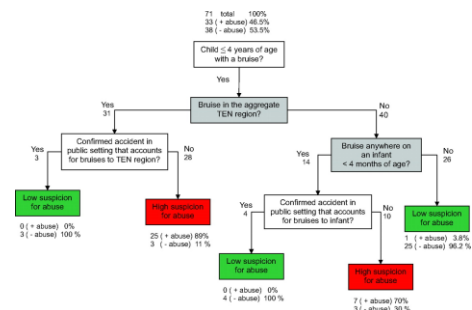 71 total 100%
33 ( + abuse) 46.5%
38 ( - abuse) 53.5%
Child ≤ 4 years of age
with a bruise?
Yes
Yes
31
Bruise in the aggregate
TEN region?
No
40
Yes
3
Confirmed accident in
public setting that accounts
for bruises to TEN region?
No
28
Yes
14
Bruise anywhere on
an infant
< 4 months of age?
No
26
Low suspicion
for abuse
0 ( + abuse) 0%
3 ( - abuse) 100 %
High suspicion
for abuse
25 ( + abuse) 89%
3 ( - abuse) 11 %
Yes
4
Confirmed accident in
public setting that accounts
for bruises to infant?
No
10
Low suspicion
for abuse
1 ( + abuse) 3.8%
25 ( - abuse) 96.2 %
Low suspicion
for abuse
0 ( + abuse) 0%
4 ( - abuse) 100 %
High suspicion
for abuse
7 ( + abuse) 70%
3 ( - abuse) 30 %